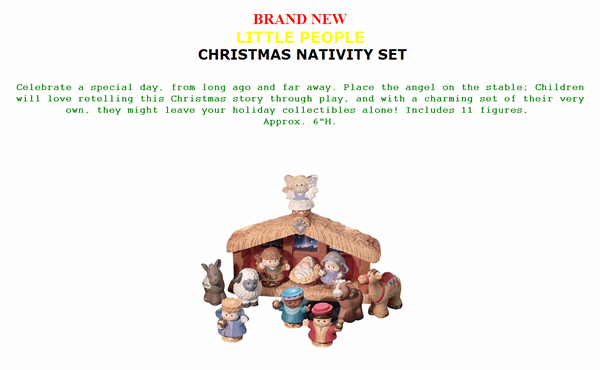 BRAND NEW
LITTLE PEOPLE
CHRISTMAS NATIVITY SET
Celebrate a special day, from long ago and far away. Place the angel on the stable; Children
will love retelling this Christmas story through play, and with a charming set of their very
own, they might leave your holiday collectibles alone! Includes 11 figures.
Approx. 6"H.